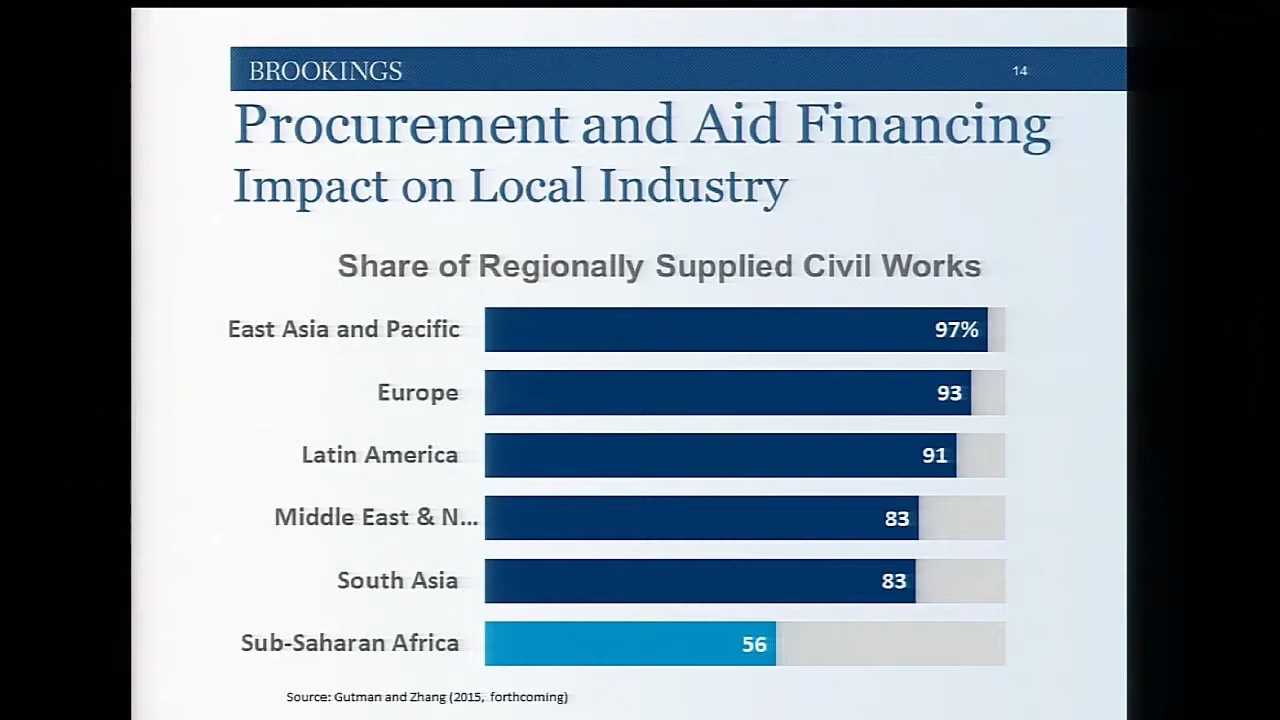 BROOKINGS 14
Procurement and Aid Financing
Impact on Local Industry
Share of Regionally Supplied Civil Works
East Asia and Pacific 97%
Europe 93
Latin America 91
Middle East & N... 83
South Asia 83
Sub-Saharan Africa 56
Source: Gutman and Zhang (2015, forthcoming)